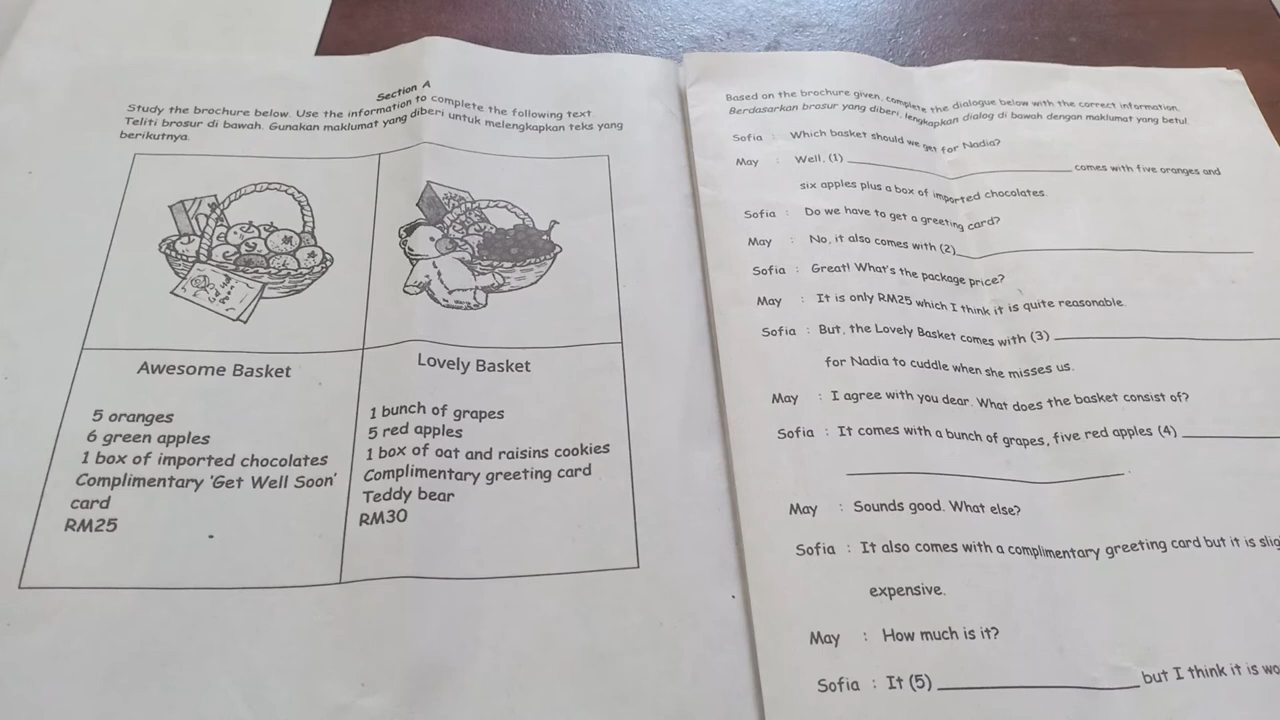 Section A
Study the brochure below. Use the information to complete the following text.
Teliti brosur di bawah. Gunakan maklumat yang diberi untuk melengkapkan teks yang
berikutnya.
Awesome Basket
5 oranges
6 green apples
1 box of imported chocolates
Complimentary 'Get Well Soon'
card
RM25
Lovely Basket
1 bunch of grapes
5 red apples
1 box of oat and raisins cookies
Complimentary greeting card
Teddy bear
RM30
Based on the brochure given, complete the dialogue below with the correct information.
Berdasarkan brosur yang diberi, lengkapkan dialog di bawah dengan maklumat yang betul.
Sofia : Which basket should we get for Nadia?
May : Well, (1) ____________ comes with five oranges and
six apples plus a box of imported chocolates.
Sofia : Do we have to get a greeting card?
May : No, it also comes with (2) ____________
Sofia : Great! What's the package price?
May : It is only RM25 which I think it is quite reasonable.
Sofia : But, the Lovely Basket comes with (3) ____________
for Nadia to cuddle when she misses us.
May : I agree with you dear. What does the basket consist of?
Sofia : It comes with a bunch of grapes, five red apples (4) ____________
____________.
May : Sounds good. What else?
Sofia : It also comes with a complimentary greeting card but it is
expensive.
May : How much is it?
Sofia : It (5) ____________ but I think it is